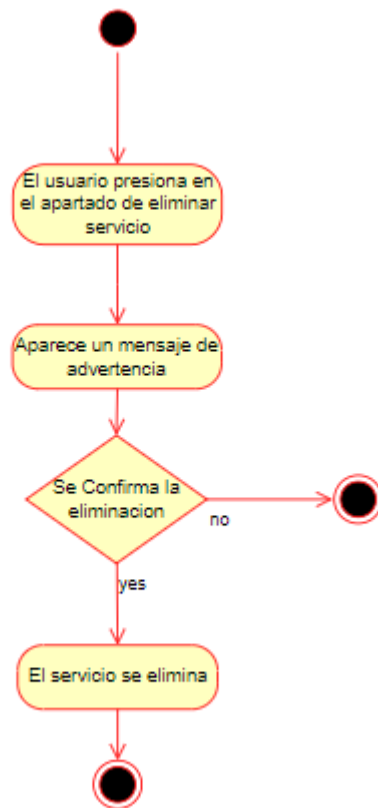 El usuario presiona en
el apartado de eliminar
servicio
Aparece un mensaje de
advertencia
Se Confirma la
eliminacion
no
yes
El servicio se elimina